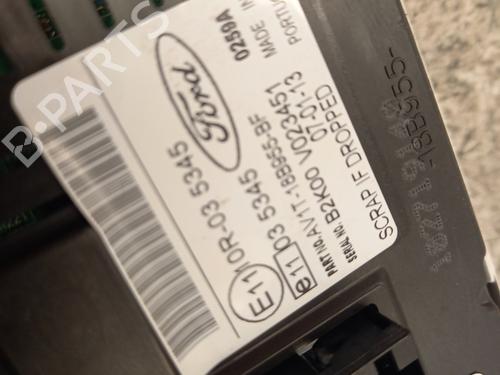 B-PARTS
Ford
0259A
MADE IN
PORTU
E11 10R-03 5345
e11 03 5345
PART NO. AV1T-18B955-BF
SERIAL NO. B2K00 V023451
07-01-13
SCRAP IF DROPPED
-18B955-